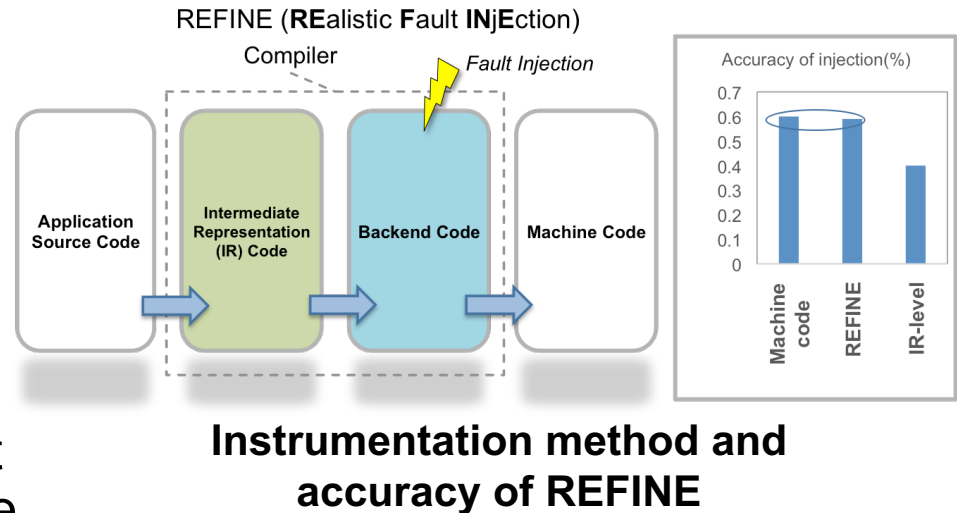 REFINE (REalistic Fault INjEction)
Compiler
Fault Injection
Application
Source Code
Intermediate
Representation
(IR) Code
Backend Code
Machine Code
Accuracy of injection(%)
0.7
0.6
0.5
0.4
0.3
0.2
0.1
0
Machine
code
REFINE
IR-level
Instrumentation method and
accuracy of REFINE